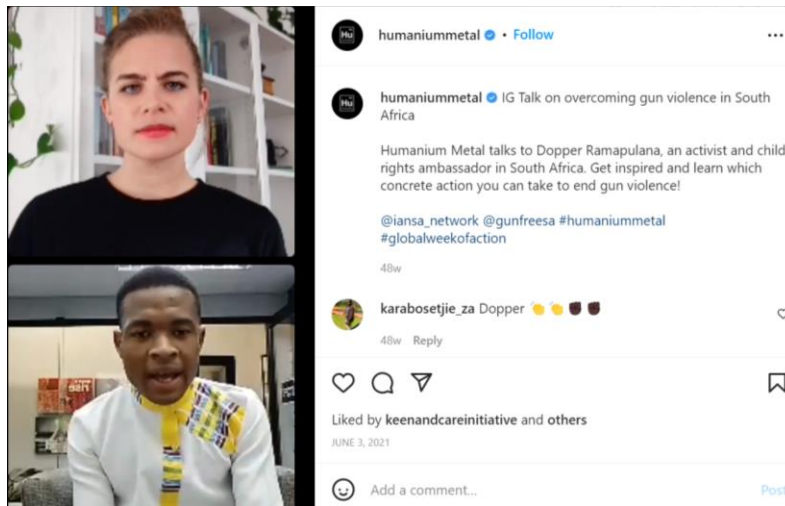 Hu
humaniummetal • Follow
Hu
humaniummetal IG Talk on overcoming gun violence in South
Africa
Humanium Metal talks to Dopper Ramapulana, an activist and child
rights ambassador in South Africa. Get inspired and learn which
concrete action you can take to end gun violence!
@iansa_network @gunfreesa #humaniummetal
#globalweekofaction
48w
karabosetjie_za Dopper 👏👏✊🏿✊🏿
48w Reply
Liked by keenandcareinitiative and others
JUNE 3, 2021
Add a comment...
Post
rise